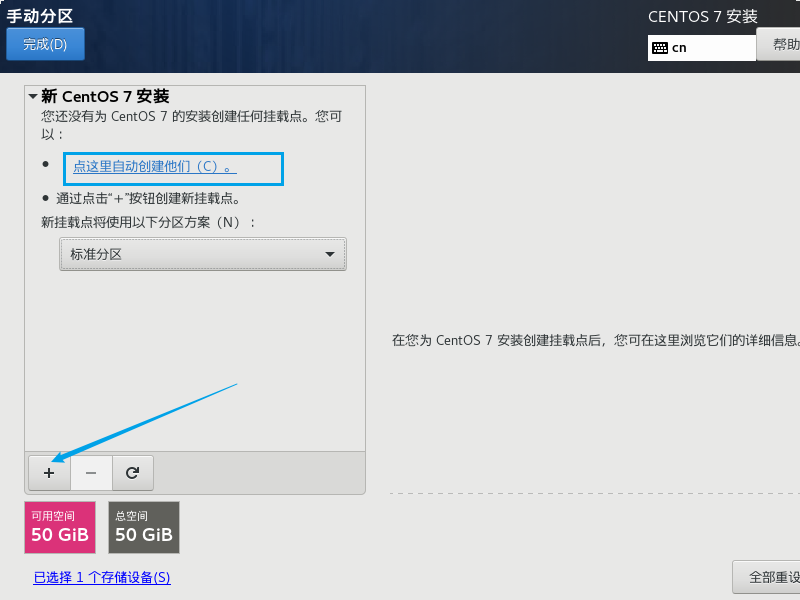 手动分区
CENTOS 7 安装
完成(D)
cn
帮助
新 CentOS 7 安装
您还没有为 CentOS 7 的安装创建任何挂载点。您可
以：
点这里自动创建他们（C）。
通过点击“+”按钮创建新挂载点。
新挂载点将使用以下分区方案（N）：
标准分区
在您为 CentOS 7 安装创建挂载点后，您可在这里浏览它们的详细信息。
+ −
可用空间
50 GiB
总空间
50 GiB
已选择 1 个存储设备(S)
全部重设